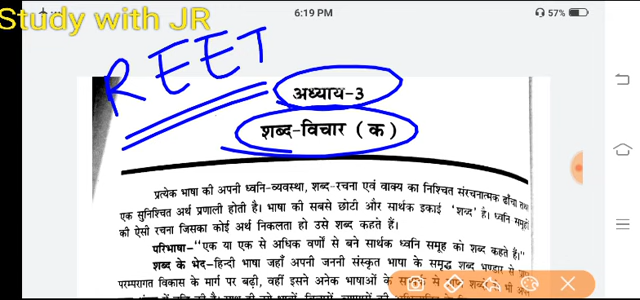 Study with JR
6:19 PM
57%
REET
अध्याय-3
शब्द-विचार (क)
प्रत्येक भाषा की अपनी ध्वनि-व्यवस्था, शब्द-रचना एवं वाक्य का निश्चित संरचनात्मक ढाँचा तथा
एक सुनिश्चित अर्थ प्रणाली होती है। भाषा की सबसे छोटी और सार्थक इकाई 'शब्द' है। ध्वनि समूहों
की ऐसी रचना जिसका कोई अर्थ निकलता हो उसे शब्द कहते हैं।
परिभाषा-"एक या एक से अधिक वर्णों से बने सार्थक ध्वनि समूह को शब्द कहते हैं।"
शब्द के भेद-हिन्दी भाषा जहाँ अपनी जननी संस्कृत भाषा के समृद्ध शब्द भण्डार से
परम्परागत विकास के मार्ग पर बढ़ी, वहीं इसने अनेक भाषाओं के